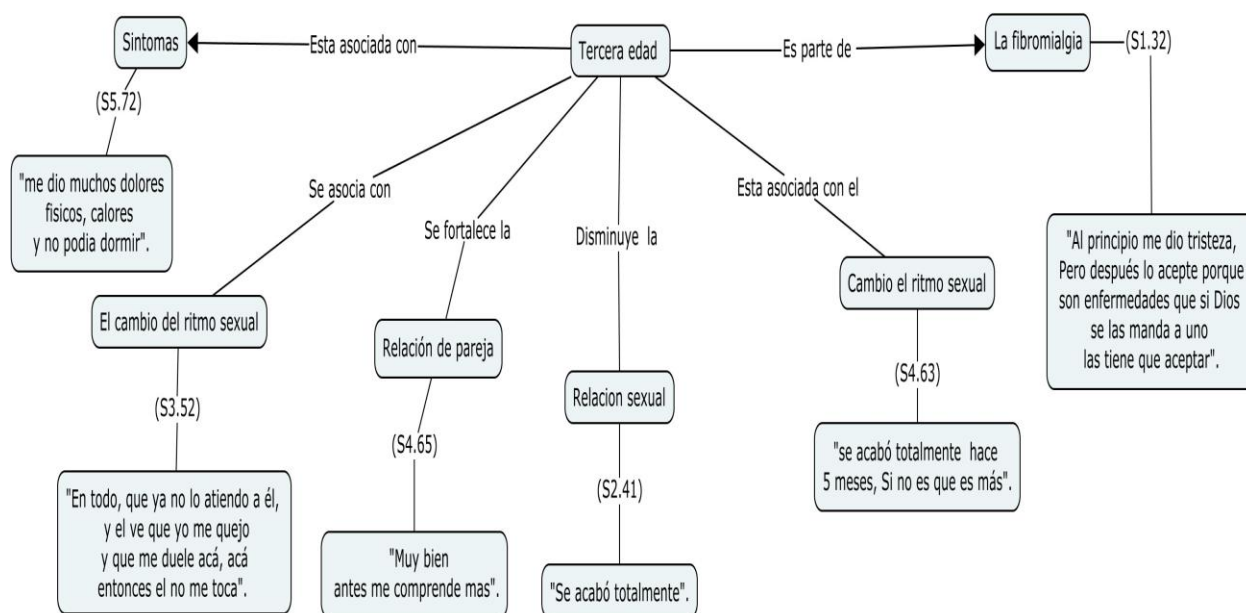 Sintomas
Esta asociada con
Tercera edad
Es parte de
La fibromialgia
(S1.32)
(S5.72)
"me dio muchos dolores
fisicos, calores
y no podia dormir".
Se asocia con
Se fortalece la
Disminuye la
Esta asociada con el
"Al principio me dio tristeza,
Pero después lo acepte porque
son enfermedades que si Dios
se las manda a uno
las tiene que aceptar".
El cambio del ritmo sexual
Relación de pareja
Relacion sexual
Cambio el ritmo sexual
(S3.52)
(S4.65)
(S2.41)
(S4.63)
"En todo, que ya no lo atiendo a él,
y el ve que yo me quejo
y que me duele acá, acá
entonces el no me toca".
"Muy bien
antes me comprende mas".
"Se acabó totalmente".
"se acabó totalmente hace
5 meses, Si no es que es más".